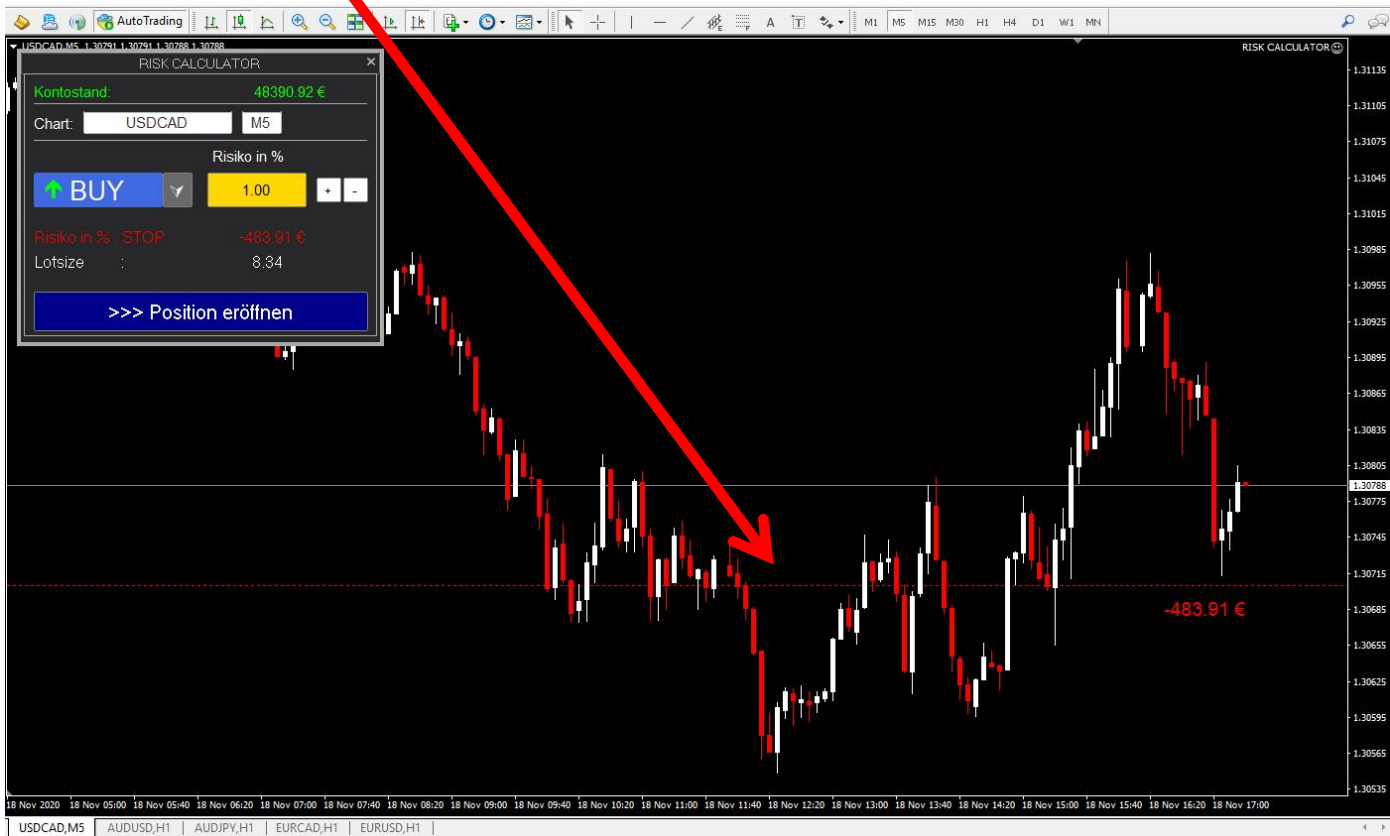 AutoTrading A T M1 M5 M15 M30 H1 H4 D1 W1 MN
USDCAD,M5 1.30791 1.30791 1.30788 1.30788
RISK CALCULATOR
RISK CALCULATOR ×
Kontostand: 48390.92 €
Chart: USDCAD M5
Risiko in %
BUY 1.00 + -
Risiko in % : STOP -483.91 €
Lotsize : 8.34
>>> Position eröffnen
1.31135
1.31105
1.31075
1.31045
1.31015
1.30985
1.30955
1.30925
1.30895
1.30865
1.30835
1.30805
1.30788
1.30775
1.30745
1.30715
-483.91 €
1.30685
1.30655
1.30625
1.30595
1.30565
1.30535
18 Nov 2020 18 Nov 05:00 18 Nov 05:40 18 Nov 06:20 18 Nov 07:00 18 Nov 07:40 18 Nov 08:20 18 Nov 09:00 18 Nov 09:40 18 Nov 10:20 18 Nov 11:00 18 Nov 11:40 18 Nov 12:20 18 Nov 13:00 18 Nov 13:40 18 Nov 14:20 18 Nov 15:00 18 Nov 15:40 18 Nov 16:20 18 Nov 17:00
USDCAD,M5 AUDUSD,H1 AUDJPY,H1 EURCAD,H1 EURUSD,H1